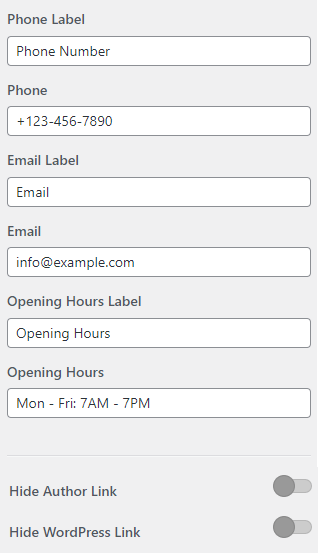 Phone Label
Phone Number
Phone
+123-456-7890
Email Label
Email
Email
info@example.com
Opening Hours Label
Opening Hours
Opening Hours
Mon - Fri: 7AM - 7PM
Hide Author Link
Hide WordPress Link